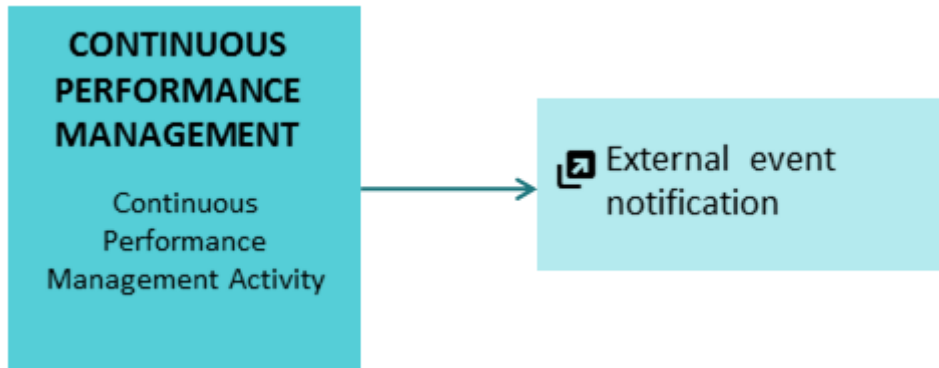 CONTINUOUS
PERFORMANCE
MANAGEMENT
Continuous
Performance
Management Activity
External event
notification